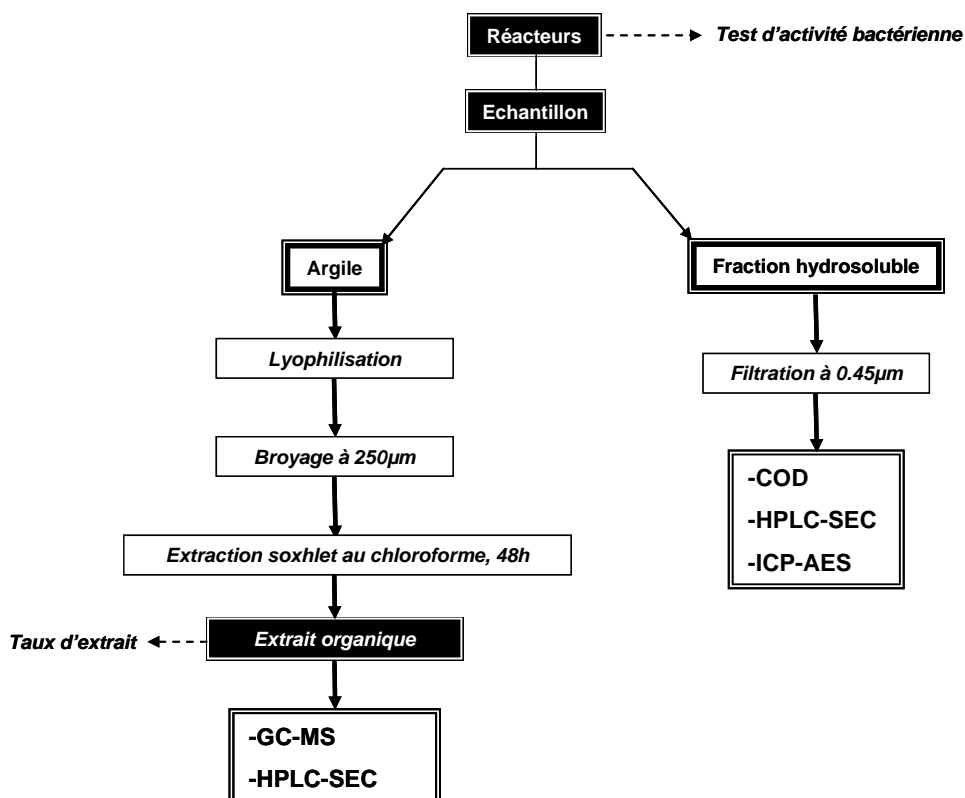 Réacteurs
Test d'activité bactérienne
Echantillon
Argile
Fraction hydrosoluble
Lyophilisation
Filtration à 0.45µm
Broyage à 250µm
-COD
-HPLC-SEC
-ICP-AES
Extraction soxhlet au chloroforme, 48h
Taux d'extrait
Extrait organique
-GC-MS
-HPLC-SEC